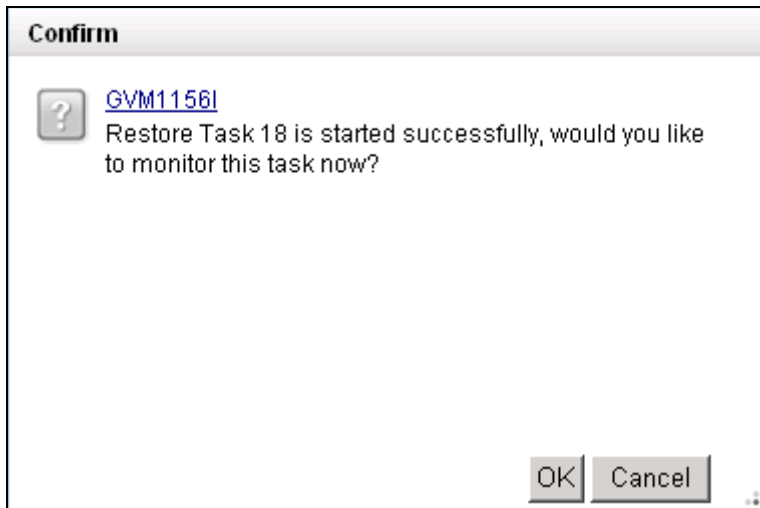 Confirm
?
GVM1156I
Restore Task 18 is started successfully, would you like
to monitor this task now?
OK Cancel